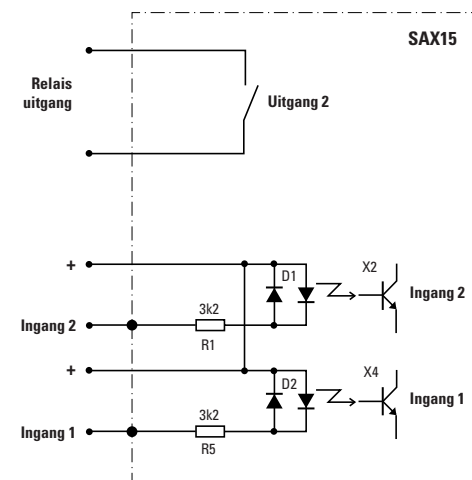 SAX15
Relais
uitgang
Uitgang 2
+
D1
X2
Ingang 2
3k2
Ingang 2
R1
+
D2
X4
Ingang 1
3k2
Ingang 1
R5